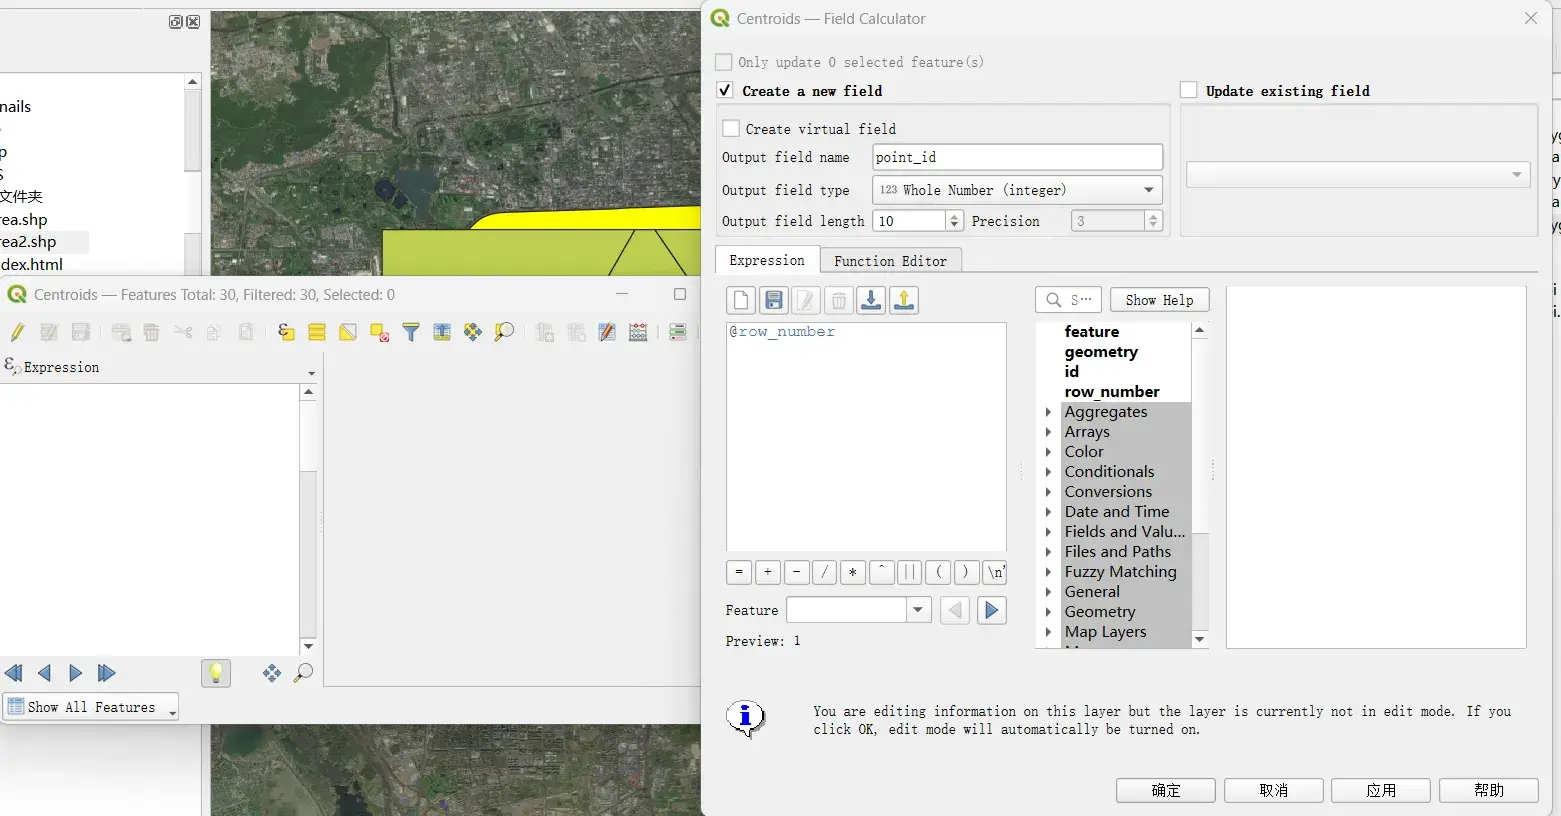 Centroids — Field Calculator
Only update 0 selected feature(s)
Create a new field
Update existing field
Create virtual field
Output field name
point_id
Output field type
123 Whole Number (integer)
Output field length
10
Precision
3
Expression
Function Editor
S…
Show Help
@row_number
feature
geometry
id
row_number
Aggregates
Arrays
Color
Conditionals
Conversions
Date and Time
Fields and Valu...
Files and Paths
Fuzzy Matching
General
Geometry
Map Layers
= + - / * ^ || ( ) \n'
Feature
Preview: 1
You are editing information on this layer but the layer is currently not in edit mode. If you
click OK, edit mode will automatically be turned on.
确定
取消
应用
帮助
nails
p
S
文件夹
rea.shp
rea2.shp
dex.html
Centroids — Features Total: 30, Filtered: 30, Selected: 0
Expression
Show All Features